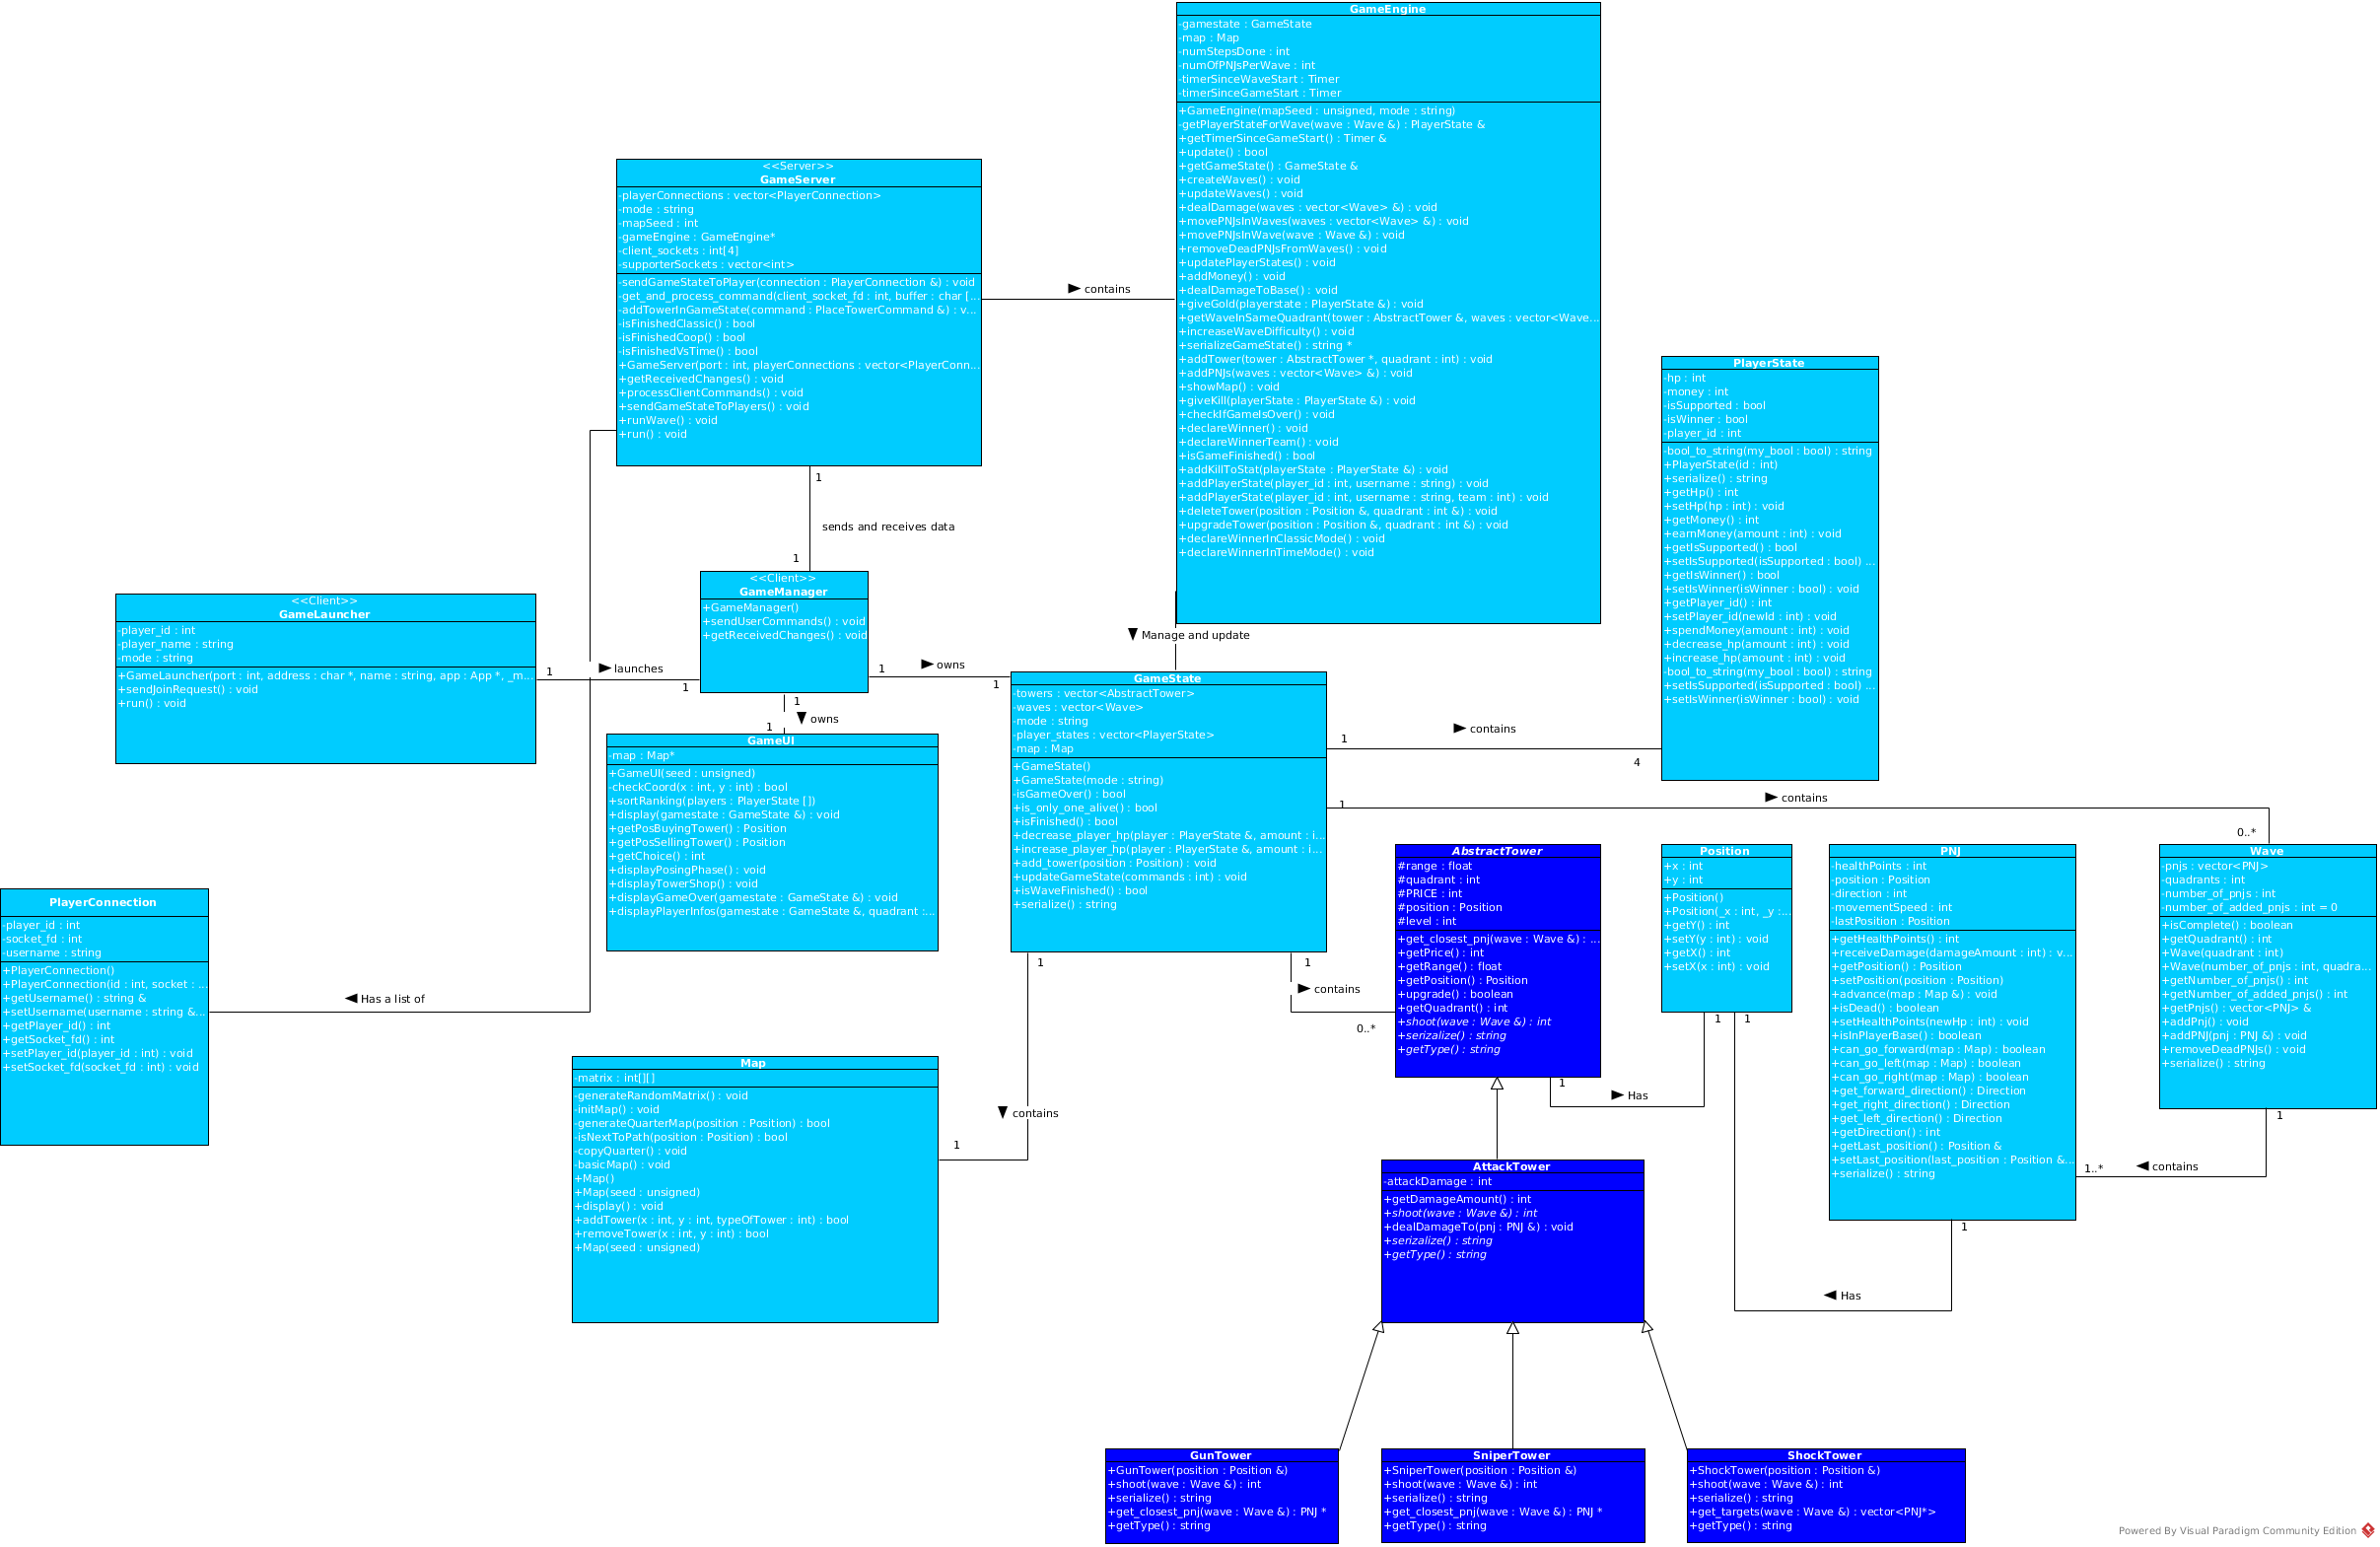 GameEngine
-gamestate : GameState
-map : Map
-numStepsDone : int
-numOfPNJsPerWave : int
-timerSinceWaveStart : Timer
-timerSinceGameStart : Timer
+GameEngine(mapSeed : unsigned, mode : string)
-getPlayerStateForWave(wave : Wave &) : PlayerState &
+getTimerSinceGameStart() : Timer &
+update() : bool
+getGameState() : GameState &
+createWaves() : void
+updateWaves() : void
+dealDamage(waves : vector<Wave> &) : void
+movePNJsInWaves(waves : vector<Wave> &) : void
+movePNJsInWave(wave : Wave &) : void
+removeDeadPNJsFromWaves() : void
+updatePlayerStates() : void
+addMoney() : void
+dealDamageToBase() : void
+giveGold(playerstate : PlayerState &) : void
+getWaveInSameQuadrant(tower : AbstractTower &, waves : vector<Wave...
+increaseWaveDifficulty() : void
+serializeGameState() : string *
+addTower(tower : AbstractTower *, quadrant : int) : void
+addPNJs(waves : vector<Wave> &) : void
+showMap() : void
+giveKill(playerState : PlayerState &) : void
+checkIfGameIsOver() : void
+declareWinner() : void
+declareWinnerTeam() : void
+isGameFinished() : bool
+addKillToStat(playerState : PlayerState &) : void
+addPlayerState(player_id : int, username : string) : void
+addPlayerState(player_id : int, username : string, team : int) : void
+deleteTower(position : Position &, quadrant : int &) : void
+upgradeTower(position : Position &, quadrant : int &) : void
+declareWinnerInClassicMode() : void
+declareWinnerInTimeMode() : void
<<Server>>
GameServer
-playerConnections : vector<PlayerConnection>
-mode : string
-mapSeed : int
-gameEngine : GameEngine*
-client_sockets : int[4]
-supporterSockets : vector<int>
-sendGameStateToPlayer(connection : PlayerConnection &) : void
-get_and_process_command(client_socket_fd : int, buffer : char [...
-addTowerInGameState(command : PlaceTowerCommand &) : v...
-isFinishedClassic() : bool
-isFinishedCoop() : bool
-isFinishedVsTime() : bool
+GameServer(port : int, playerConnections : vector<PlayerConn...
+getReceivedChanges() : void
+processClientCommands() : void
+sendGameStateToPlayers() : void
+runWave() : void
+run() : void
contains
1
sends and receives data
1
PlayerState
-hp : int
-money : int
-isSupported : bool
-isWinner : bool
-player_id : int
-bool_to_string(my_bool : bool) : string
+PlayerState(id : int)
+serialize() : string
+getHp() : int
+setHp(hp : int) : void
+getMoney() : int
+earnMoney(amount : int) : void
+getIsSupported() : bool
+setIsSupported(isSupported : bool) ...
+getIsWinner() : bool
+setIsWinner(isWinner : bool) : void
+getPlayer_id() : int
+setPlayer_id(newId : int) : void
+spendMoney(amount : int) : void
+decrease_hp(amount : int) : void
+increase_hp(amount : int) : void
-bool_to_string(my_bool : bool) : string
+setIsSupported(isSupported : bool) ...
+setIsWinner(isWinner : bool) : void
<<Client>>
GameLauncher
-player_id : int
-player_name : string
-mode : string
+GameLauncher(port : int, address : char *, name : string, app : App *, _m...
+sendJoinRequest() : void
+run() : void
1
launches
1
<<Client>>
GameManager
+GameManager()
+sendUserCommands() : void
+getReceivedChanges() : void
1
owns
1
1
owns
1
Manage and update
GameUI
-map : Map*
+GameUI(seed : unsigned)
-checkCoord(x : int, y : int) : bool
+sortRanking(players : PlayerState [])
+display(gamestate : GameState &) : void
+getPosBuyingTower() : Position
+getPosSellingTower() : Position
+getChoice() : int
+displayPosingPhase() : void
+displayTowerShop() : void
+displayGameOver(gamestate : GameState &) : void
+displayPlayerInfos(gamestate : GameState &, quadrant :...
GameState
-towers : vector<AbstractTower>
-waves : vector<Wave>
-mode : string
-player_states : vector<PlayerState>
-map : Map
+GameState()
+GameState(mode : string)
-isGameOver() : bool
+is_only_one_alive() : bool
+isFinished() : bool
+decrease_player_hp(player : PlayerState &, amount : i...
+increase_player_hp(player : PlayerState &, amount : i...
+add_tower(position : Position) : void
+updateGameState(commands : int) : void
+isWaveFinished() : bool
+serialize() : string
1
contains
4
1
contains
0..*
1
contains
0..*
1
contains
1
PlayerConnection
-player_id : int
-socket_fd : int
-username : string
+PlayerConnection()
+PlayerConnection(id : int, socket : ...
+getUsername() : string &
+setUsername(username : string &...
+getPlayer_id() : int
+getSocket_fd() : int
+setPlayer_id(player_id : int) : void
+setSocket_fd(socket_fd : int) : void
Has a list of
Map
-matrix : int[][]
-generateRandomMatrix() : void
-initMap() : void
-generateQuarterMap(position : Position) : bool
-isNextToPath(position : Position) : bool
-copyQuarter() : void
-basicMap() : void
+Map()
+Map(seed : unsigned)
+display() : void
+addTower(x : int, y : int, typeOfTower : int) : bool
+removeTower(x : int, y : int) : bool
+Map(seed : unsigned)
AbstractTower
#range : float
#quadrant : int
#PRICE : int
#position : Position
#level : int
+get_closest_pnj(wave : Wave &) : ...
+getPrice() : int
+getRange() : float
+getPosition() : Position
+upgrade() : boolean
+getQuadrant() : int
+shoot(wave : Wave &) : int
+serizalize() : string
+getType() : string
Position
+x : int
+y : int
+Position()
+Position(_x : int, _y :...
+getY() : int
+setY(y : int) : void
+getX() : int
+setX(x : int) : void
PNJ
-healthPoints : int
-position : Position
-direction : int
-movementSpeed : int
-lastPosition : Position
+getHealthPoints() : int
+receiveDamage(damageAmount : int) : v...
+getPosition() : Position
+setPosition(position : Position)
+advance(map : Map &) : void
+isDead() : boolean
+setHealthPoints(newHp : int) : void
+isInPlayerBase() : boolean
+can_go_forward(map : Map) : boolean
+can_go_left(map : Map) : boolean
+can_go_right(map : Map) : boolean
+get_forward_direction() : Direction
+get_right_direction() : Direction
+get_left_direction() : Direction
+getDirection() : int
+getLast_position() : Position &
+setLast_position(last_position : Position &...
+serialize() : string
Wave
-pnjs : vector<PNJ>
-quadrants : int
-number_of_pnjs : int
-number_of_added_pnjs : int = 0
+isComplete() : boolean
+getQuadrant() : int
+Wave(quadrant : int)
+Wave(number_of_pnjs : int, quadra...
+getNumber_of_pnjs() : int
+getNumber_of_added_pnjs() : int
+getPnjs() : vector<PNJ> &
+addPnj() : void
+addPNJ(pnj : PNJ &) : void
+removeDeadPNJs() : void
+serialize() : string
1
Has
1
1
1
contains
1..*
1
Has
AttackTower
-attackDamage : int
+getDamageAmount() : int
+shoot(wave : Wave &) : int
+dealDamageTo(pnj : PNJ &) : void
+serizalize() : string
+getType() : string
GunTower
+GunTower(position : Position &)
+shoot(wave : Wave &) : int
+serialize() : string
+get_closest_pnj(wave : Wave &) : PNJ *
+getType() : string
SniperTower
+SniperTower(position : Position &)
+shoot(wave : Wave &) : int
+serialize() : string
+get_closest_pnj(wave : Wave &) : PNJ *
+getType() : string
ShockTower
+ShockTower(position : Position &)
+shoot(wave : Wave &) : int
+serialize() : string
+get_targets(wave : Wave &) : vector<PNJ*>
+getType() : string
Powered By Visual Paradigm Community Edition